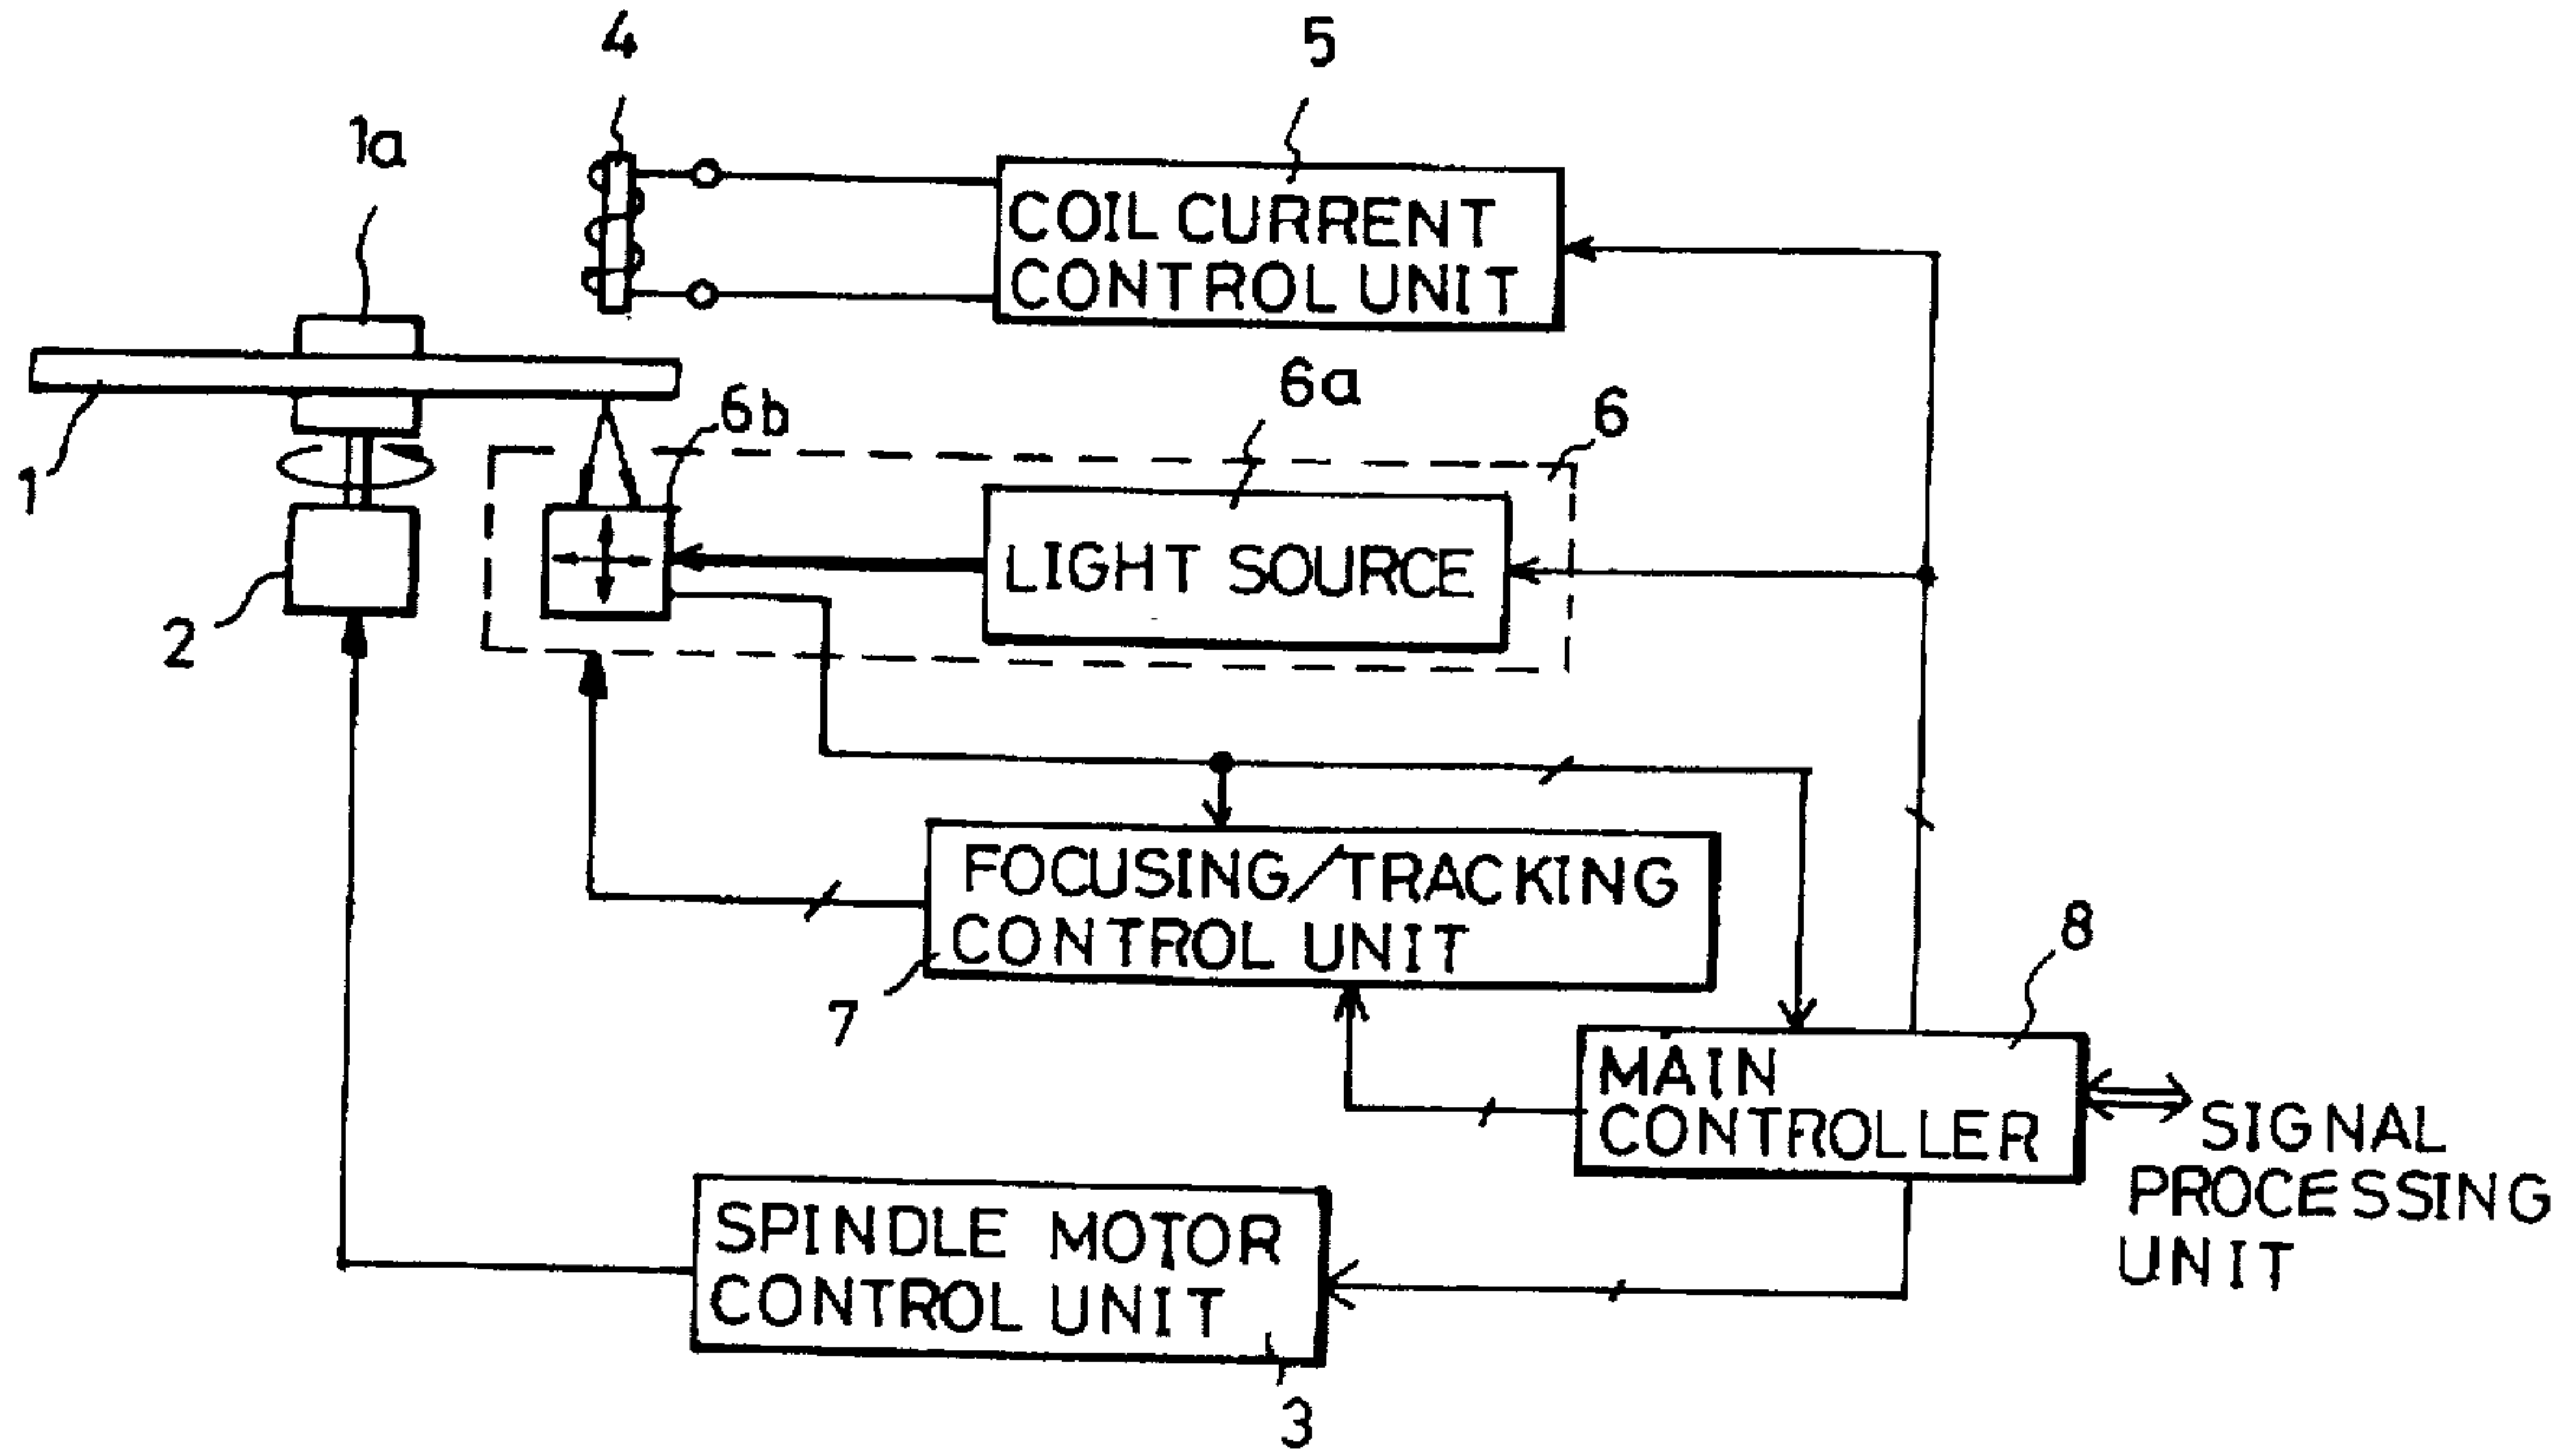 4
5
1a
COIL CURRENT
CONTROL UNIT
6a
6b
6
1
LIGHT SOURCE
2
FOCUSING/TRACKING
CONTROL UNIT
7
8
MAIN
CONTROLLER
SIGNAL
PROCESSING
UNIT
SPINDLE MOTOR
CONTROL UNIT
3